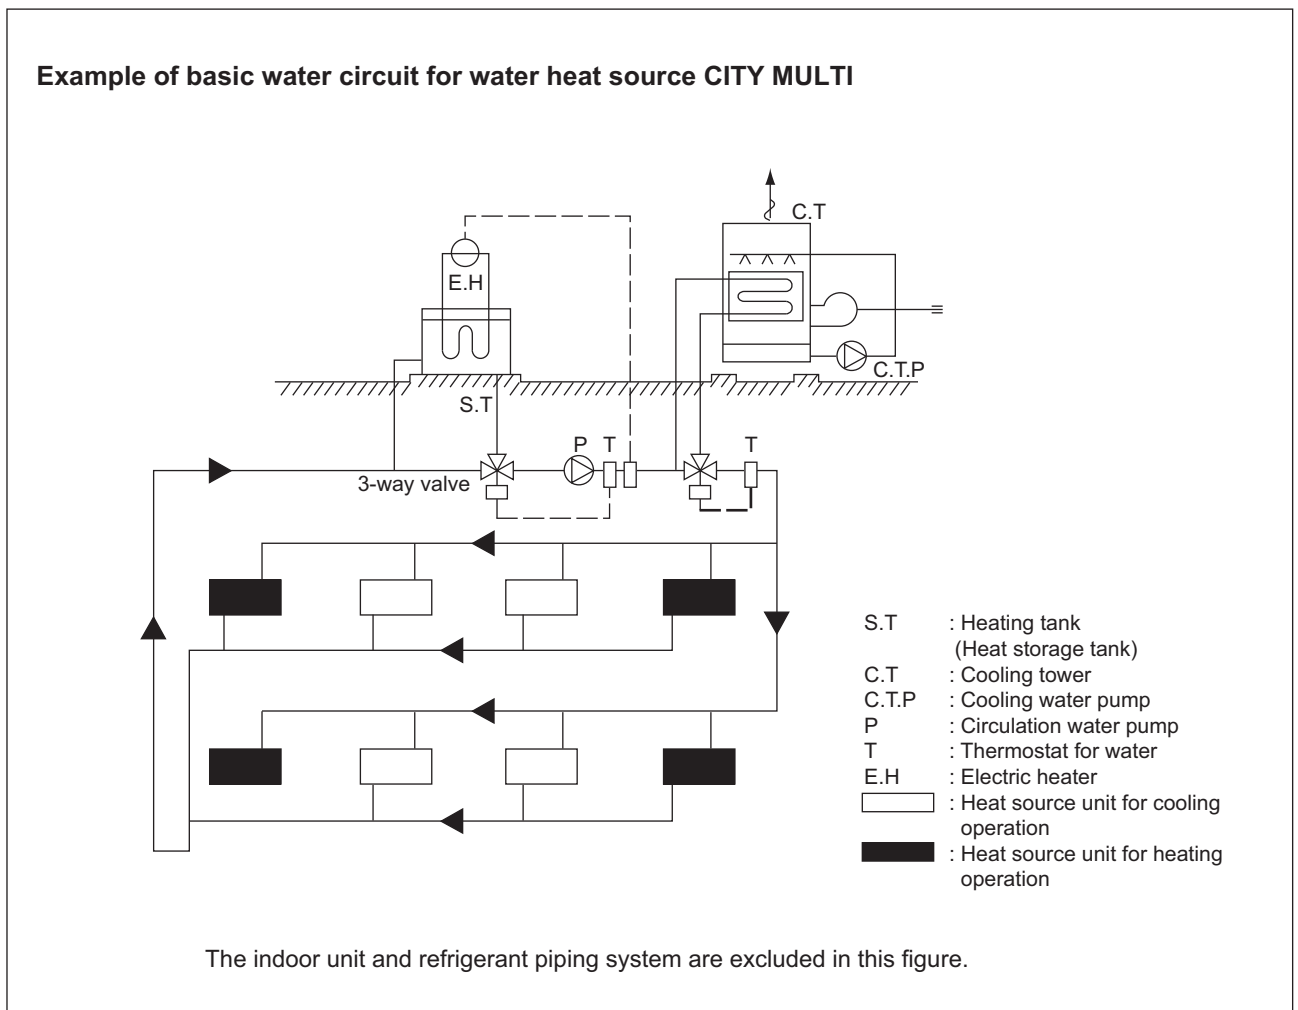 Example of basic water circuit for water heat source CITY MULTI
C.T
E.H
C.T.P
S.T
P T
T
3-way valve
S.T : Heating tank
(Heat storage tank)
C.T : Cooling tower
C.T.P : Cooling water pump
P : Circulation water pump
T : Thermostat for water
E.H : Electric heater
: Heat source unit for cooling
operation
: Heat source unit for heating
operation
The indoor unit and refrigerant piping system are excluded in this figure.